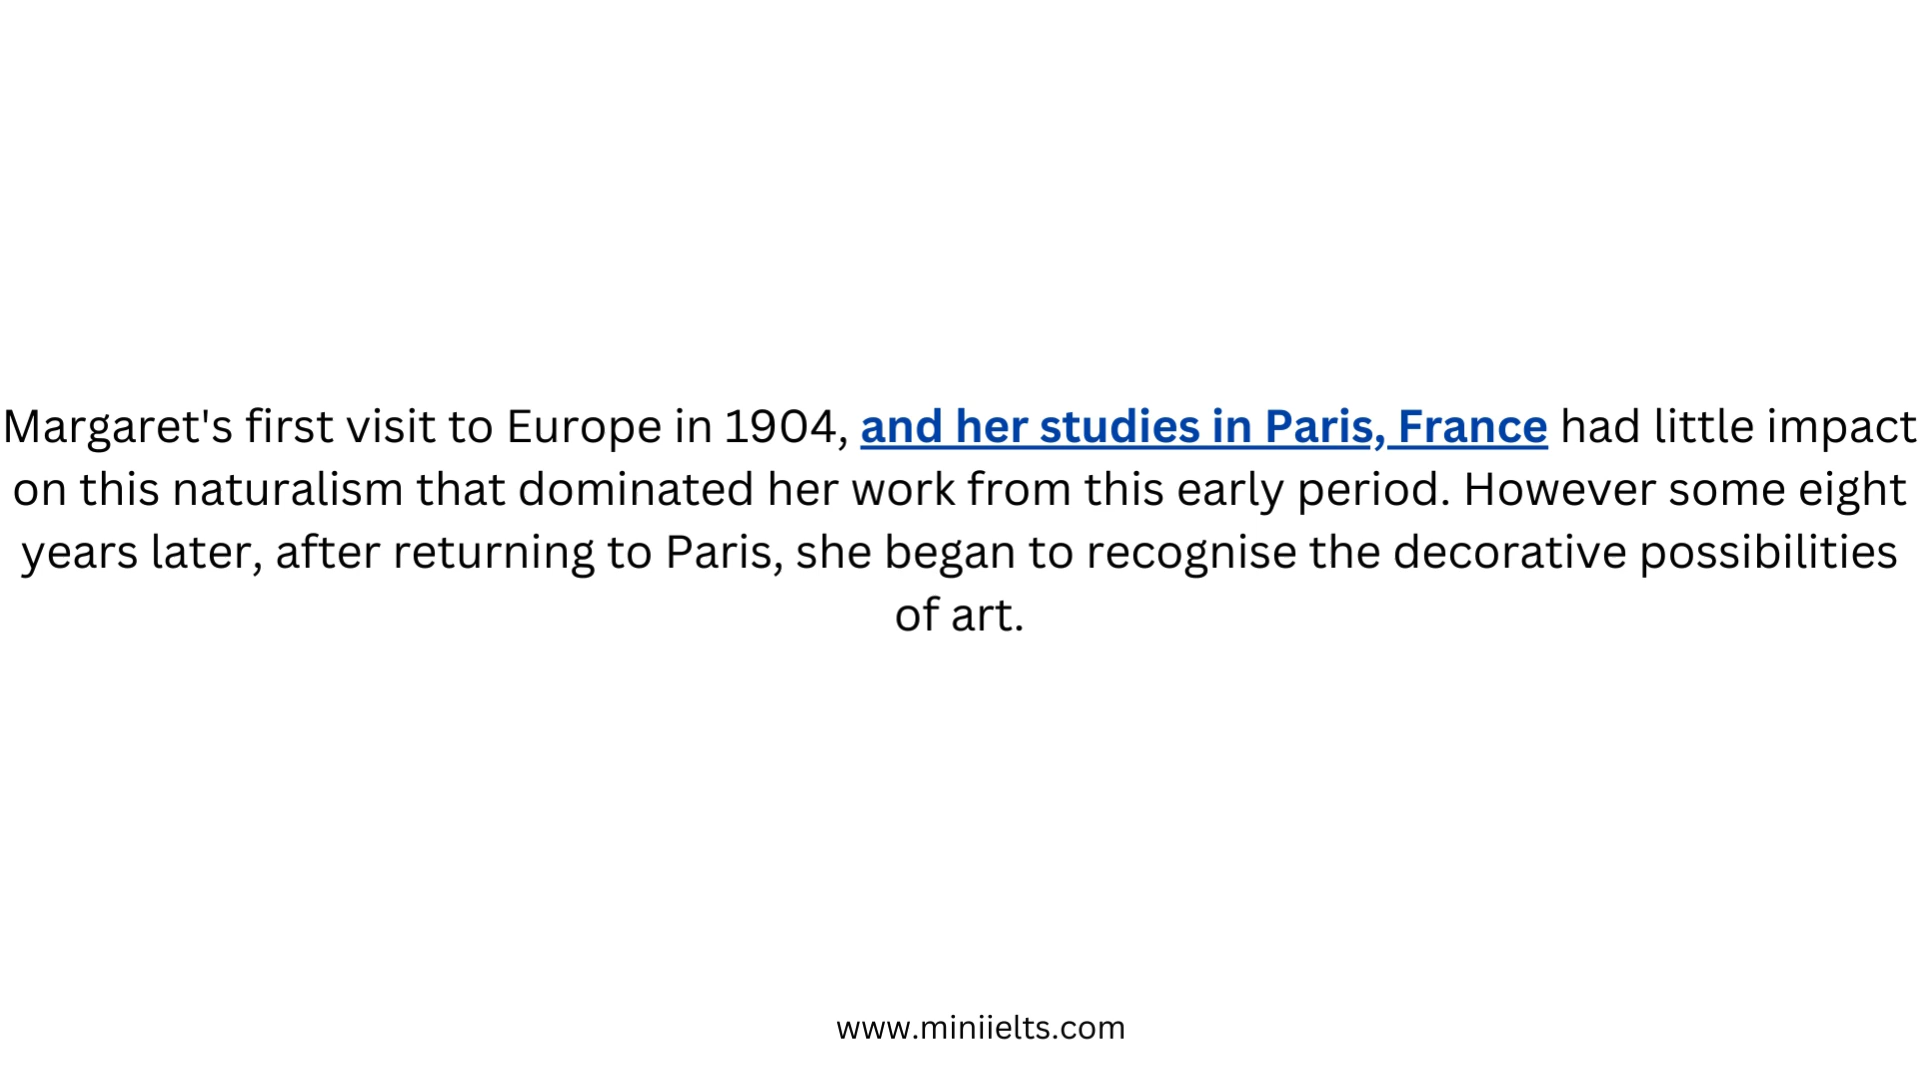 Margaret's first visit to Europe in 1904, and her studies in Paris, France had little impact
on this naturalism that dominated her work from this early period. However some eight
years later, after returning to Paris, she began to recognise the decorative possibilities
of art.
www.miniielts.com